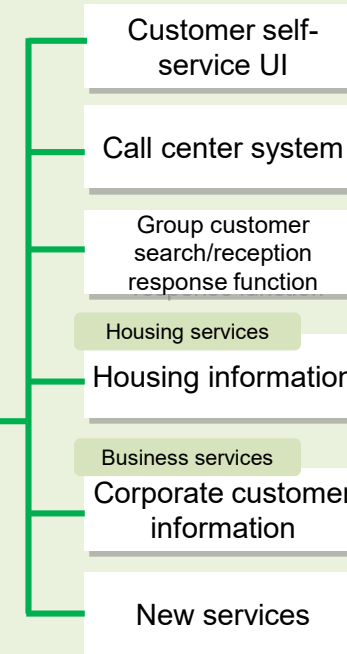 Customer self-
service UI
Call center system
Group customer
search/reception
response function
Housing services
Housing information
Business services
Corporate customer
information
New services